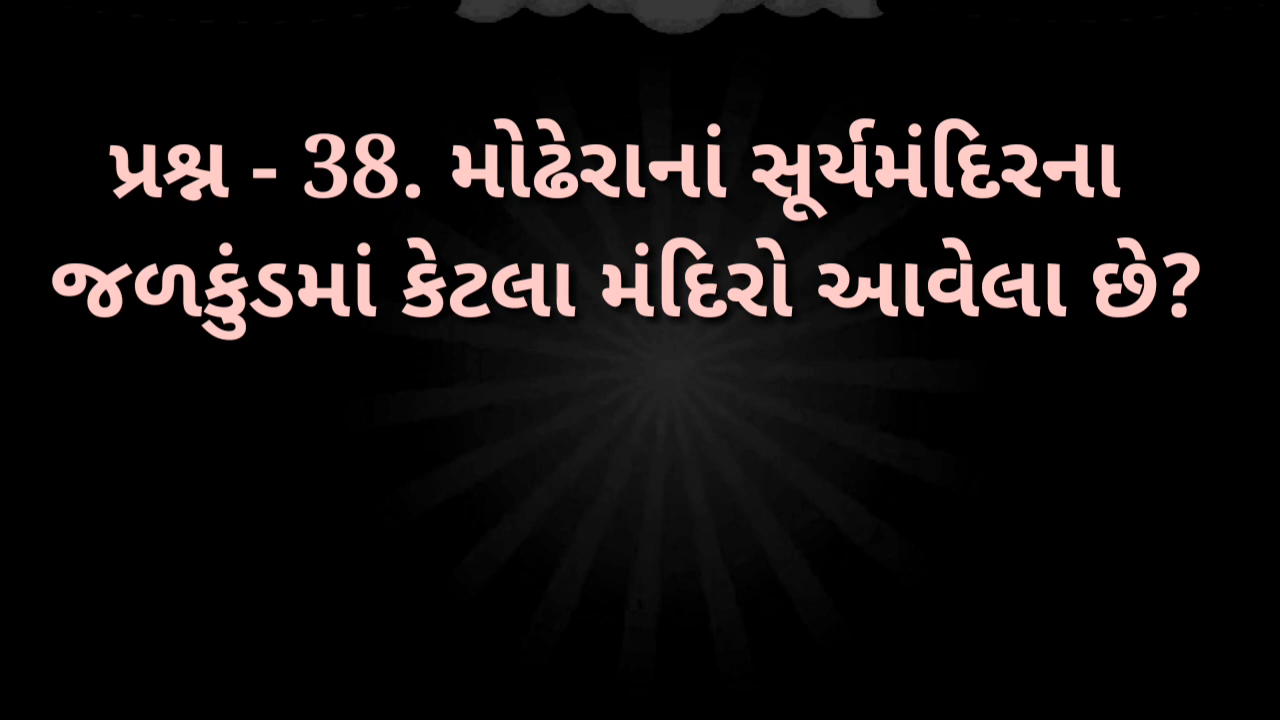 પ્રશ્ન - 38. મોઢેરાનાં સૂર્યમંદિરના
જળકુંડમાં કેટલા મંદિરો આવેલા છે?